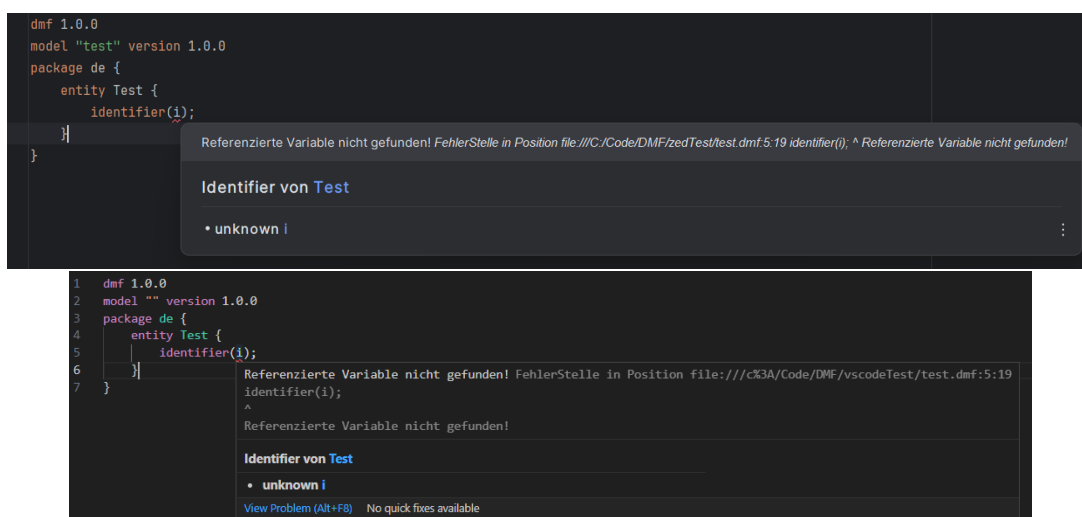 dmf 1.0.0
model "test" version 1.0.0
package de {
entity Test {
identifier(i);
}
}
Referenzierte Variable nicht gefunden! FehlerStelle in Position file:///C:/Code/DMF/zedTest/test.dmf:5:19 identifier(i); ^ Referenzierte Variable nicht gefunden!
Identifier von Test
• unknown i
1 dmf 1.0.0
2 model "" version 1.0.0
3 package de {
4 entity Test {
5 identifier(i);
6 }
7 }
Referenzierte Variable nicht gefunden! FehlerStelle in Position file:///c%3A/Code/DMF/vscodeTest/test.dmf:5:19
identifier(i);
^
Referenzierte Variable nicht gefunden!
Identifier von Test
• unknown i
View Problem (Alt+F8) No quick fixes available